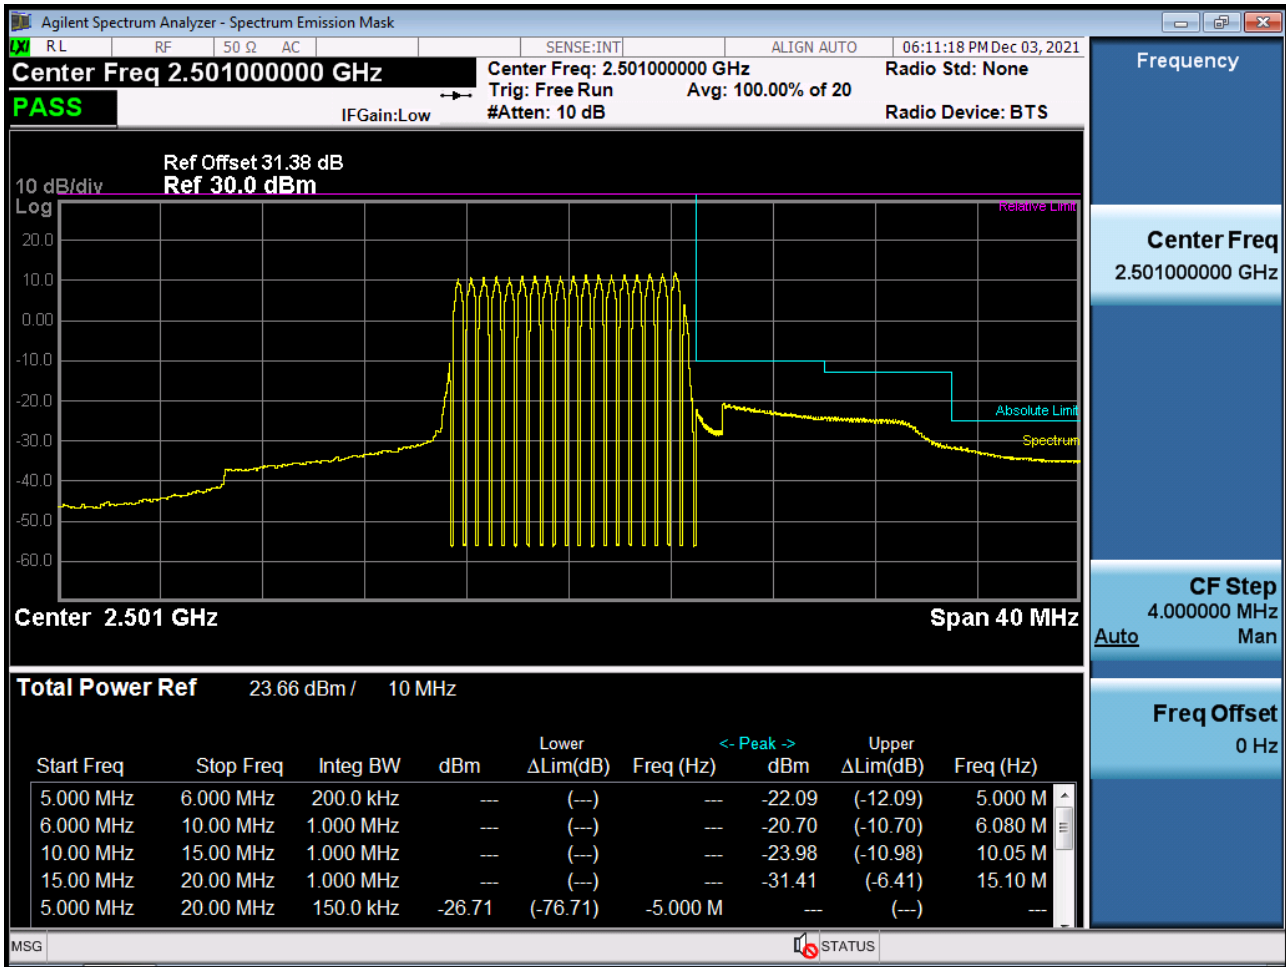 Agilent Spectrum Analyzer - Spectrum Emission Mask
LXI RL RF 50 Ω AC SENSE:INT ALIGN AUTO 06:11:18 PM Dec 03, 2021
Center Freq 2.501000000 GHz
Center Freq: 2.501000000 GHz
Radio Std: None
Trig: Free Run Avg: 100.00% of 20
PASS
IFGain:Low
#Atten: 10 dB
Radio Device: BTS
Ref Offset 31.38 dB
10 dB/div Ref 30.0 dBm
Log
Relative Limit
20.0
10.0
0.00
-10.0
-20.0
Absolute Limit
-30.0
Spectrum
-40.0
-50.0
-60.0
Center 2.501 GHz Span 40 MHz
Total Power Ref 23.66 dBm / 10 MHz
Lower <- Peak -> Upper
Start Freq Stop Freq Integ BW dBm ΔLim(dB) Freq (Hz) dBm ΔLim(dB) Freq (Hz)
5.000 MHz 6.000 MHz 200.0 kHz --- (---) --- -22.09 (-12.09) 5.000 M
6.000 MHz 10.00 MHz 1.000 MHz --- (---) --- -20.70 (-10.70) 6.080 M
10.00 MHz 15.00 MHz 1.000 MHz --- (---) --- -23.98 (-10.98) 10.05 M
15.00 MHz 20.00 MHz 1.000 MHz --- (---) --- -31.41 (-6.41) 15.10 M
5.000 MHz 20.00 MHz 150.0 kHz -26.71 (-76.71) -5.000 M --- (---) ---
MSG STATUS
Frequency
Center Freq
2.501000000 GHz
CF Step
4.000000 MHz
Auto Man
Freq Offset
0 Hz